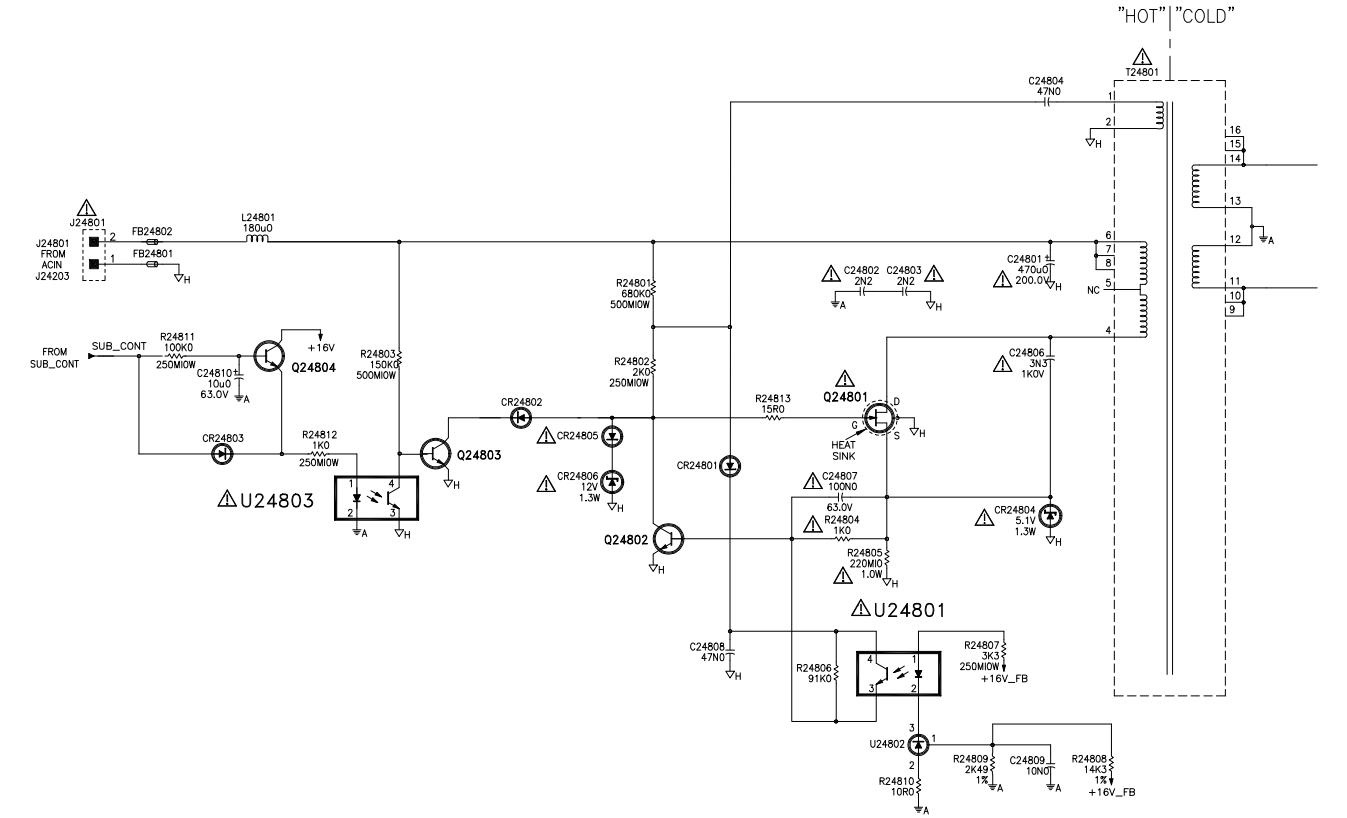 "HOT" "COLD"
T24801
C24804
47N0
1
2
H
16
15
14
13
12
A
11
10
9
J24801
J24801
FROM
ACIN
J24203
2
1
FB24802
FB24801
H
L24801
180u0
R24801
680K0
500MI0W
C24802
2N2
C24803
2N2
A
H
C24801
470u0
200.0V
H
6
7
8
NC
5
4
FROM
SUB_CONT
SUB_CONT
R24811
100K0
250MI0W
C24810
10u0
63.0V
A
+16V
Q24804
R24803
150K0
500MI0W
R24802
2K0
250MI0W
C24806
3N3
1K0V
CR24803
R24812
1K0
250MI0W
CR24802
Q24803
H
CR24805
CR24806
12V
1.3W
H
R24813
15R0
Q24801
D
G
S
H
HEAT
SINK
CR24801
C24807
100N0
63.0V
R24804
1K0
R24805
220MI0
1.0W
H
CR24804
5.1V
1.3W
H
U24803
1
2
4
3
A
H
Q24802
H
U24801
C24808
47N0
H
R24806
91K0
4
3
1
2
R24807
3K3
250MI0W
+16V_FB
U24802
3
1
2
R24810
10R0
A
R24809
2K49
1%
A
C24809
10N0
A
R24808
14K3
1%
+16V_FB